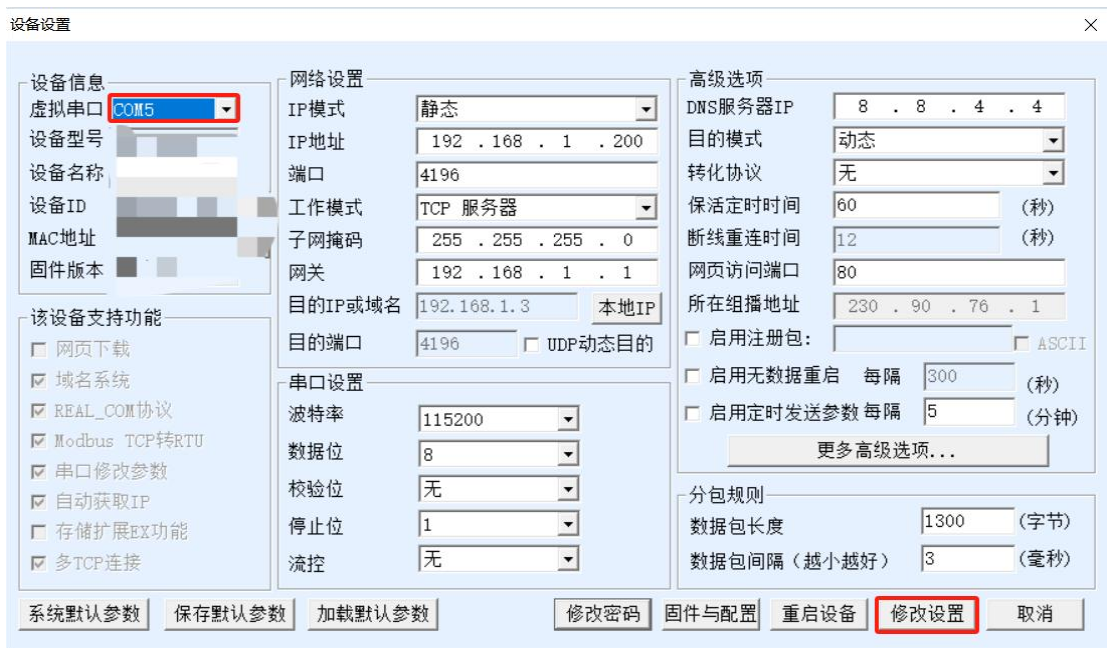 设备设置
设备信息
虚拟串口 COM5
设备型号
设备名称
设备ID
MAC地址
固件版本
该设备支持功能
网页下载
域名系统
REAL_COM协议
Modbus TCP转RTU
串口修改参数
自动获取IP
存储扩展EX功能
多TCP连接
网络设置
IP模式 静态
IP地址 192 . 168 . 1 . 200
端口 4196
工作模式 TCP 服务器
子网掩码 255 . 255 . 255 . 0
网关 192 . 168 . 1 . 1
目的IP或域名 192.168.1.3 本地IP
目的端口 4196 UDP动态目的
串口设置
波特率 115200
数据位 8
校验位 无
停止位 1
流控 无
高级选项
DNS服务器IP 8 . 8 . 4 . 4
目的模式 动态
转化协议 无
保活定时时间 60 (秒)
断线重连时间 12 (秒)
网页访问端口 80
所在组播地址 230 . 90 . 76 . 1
启用注册包: ASCII
启用无数据重启 每隔 300 (秒)
启用定时发送参数 每隔 5 (分钟)
更多高级选项...
分包规则
数据包长度 1300 (字节)
数据包间隔（越小越好） 3 (毫秒)
系统默认参数 保存默认参数 加载默认参数 修改密码 固件与配置 重启设备 修改设置 取消